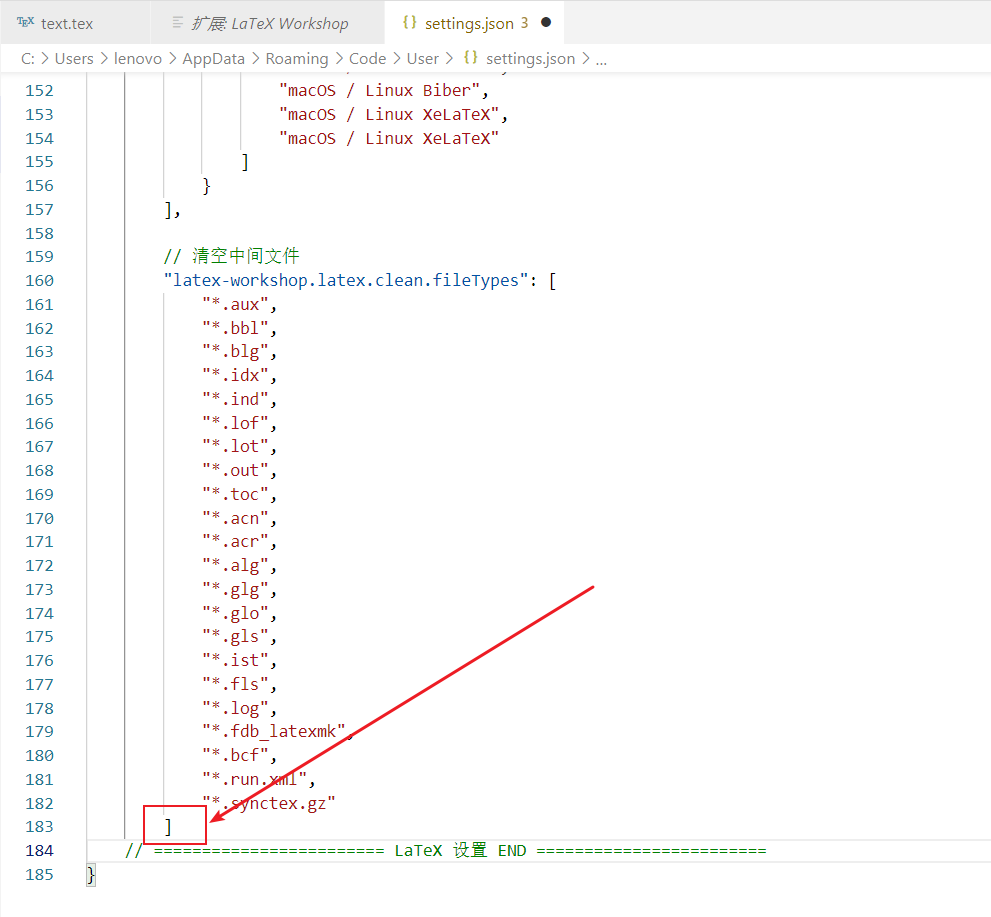 TEX text.tex 扩展: LaTeX Workshop {} settings.json 3 ●
C: > Users > lenovo > AppData > Roaming > Code > User > {} settings.json > ...
152 "macOS / Linux Biber",
153 "macOS / Linux XeLaTeX",
154 "macOS / Linux XeLaTeX"
155 ]
156 }
157 ],
158
159 // 清空中间文件
160 "latex-workshop.latex.clean.fileTypes": [
161 "*.aux",
162 "*.bbl",
163 "*.blg",
164 "*.idx",
165 "*.ind",
166 "*.lof",
167 "*.lot",
168 "*.out",
169 "*.toc",
170 "*.acn",
171 "*.acr",
172 "*.alg",
173 "*.glg",
174 "*.glo",
175 "*.gls",
176 "*.ist",
177 "*.fls",
178 "*.log",
179 "*.fdb_latexmk",
180 "*.bcf",
181 "*.run.xml",
182 "*.synctex.gz"
183 ]
184 // ======================== LaTeX 设置 END ========================
185 }